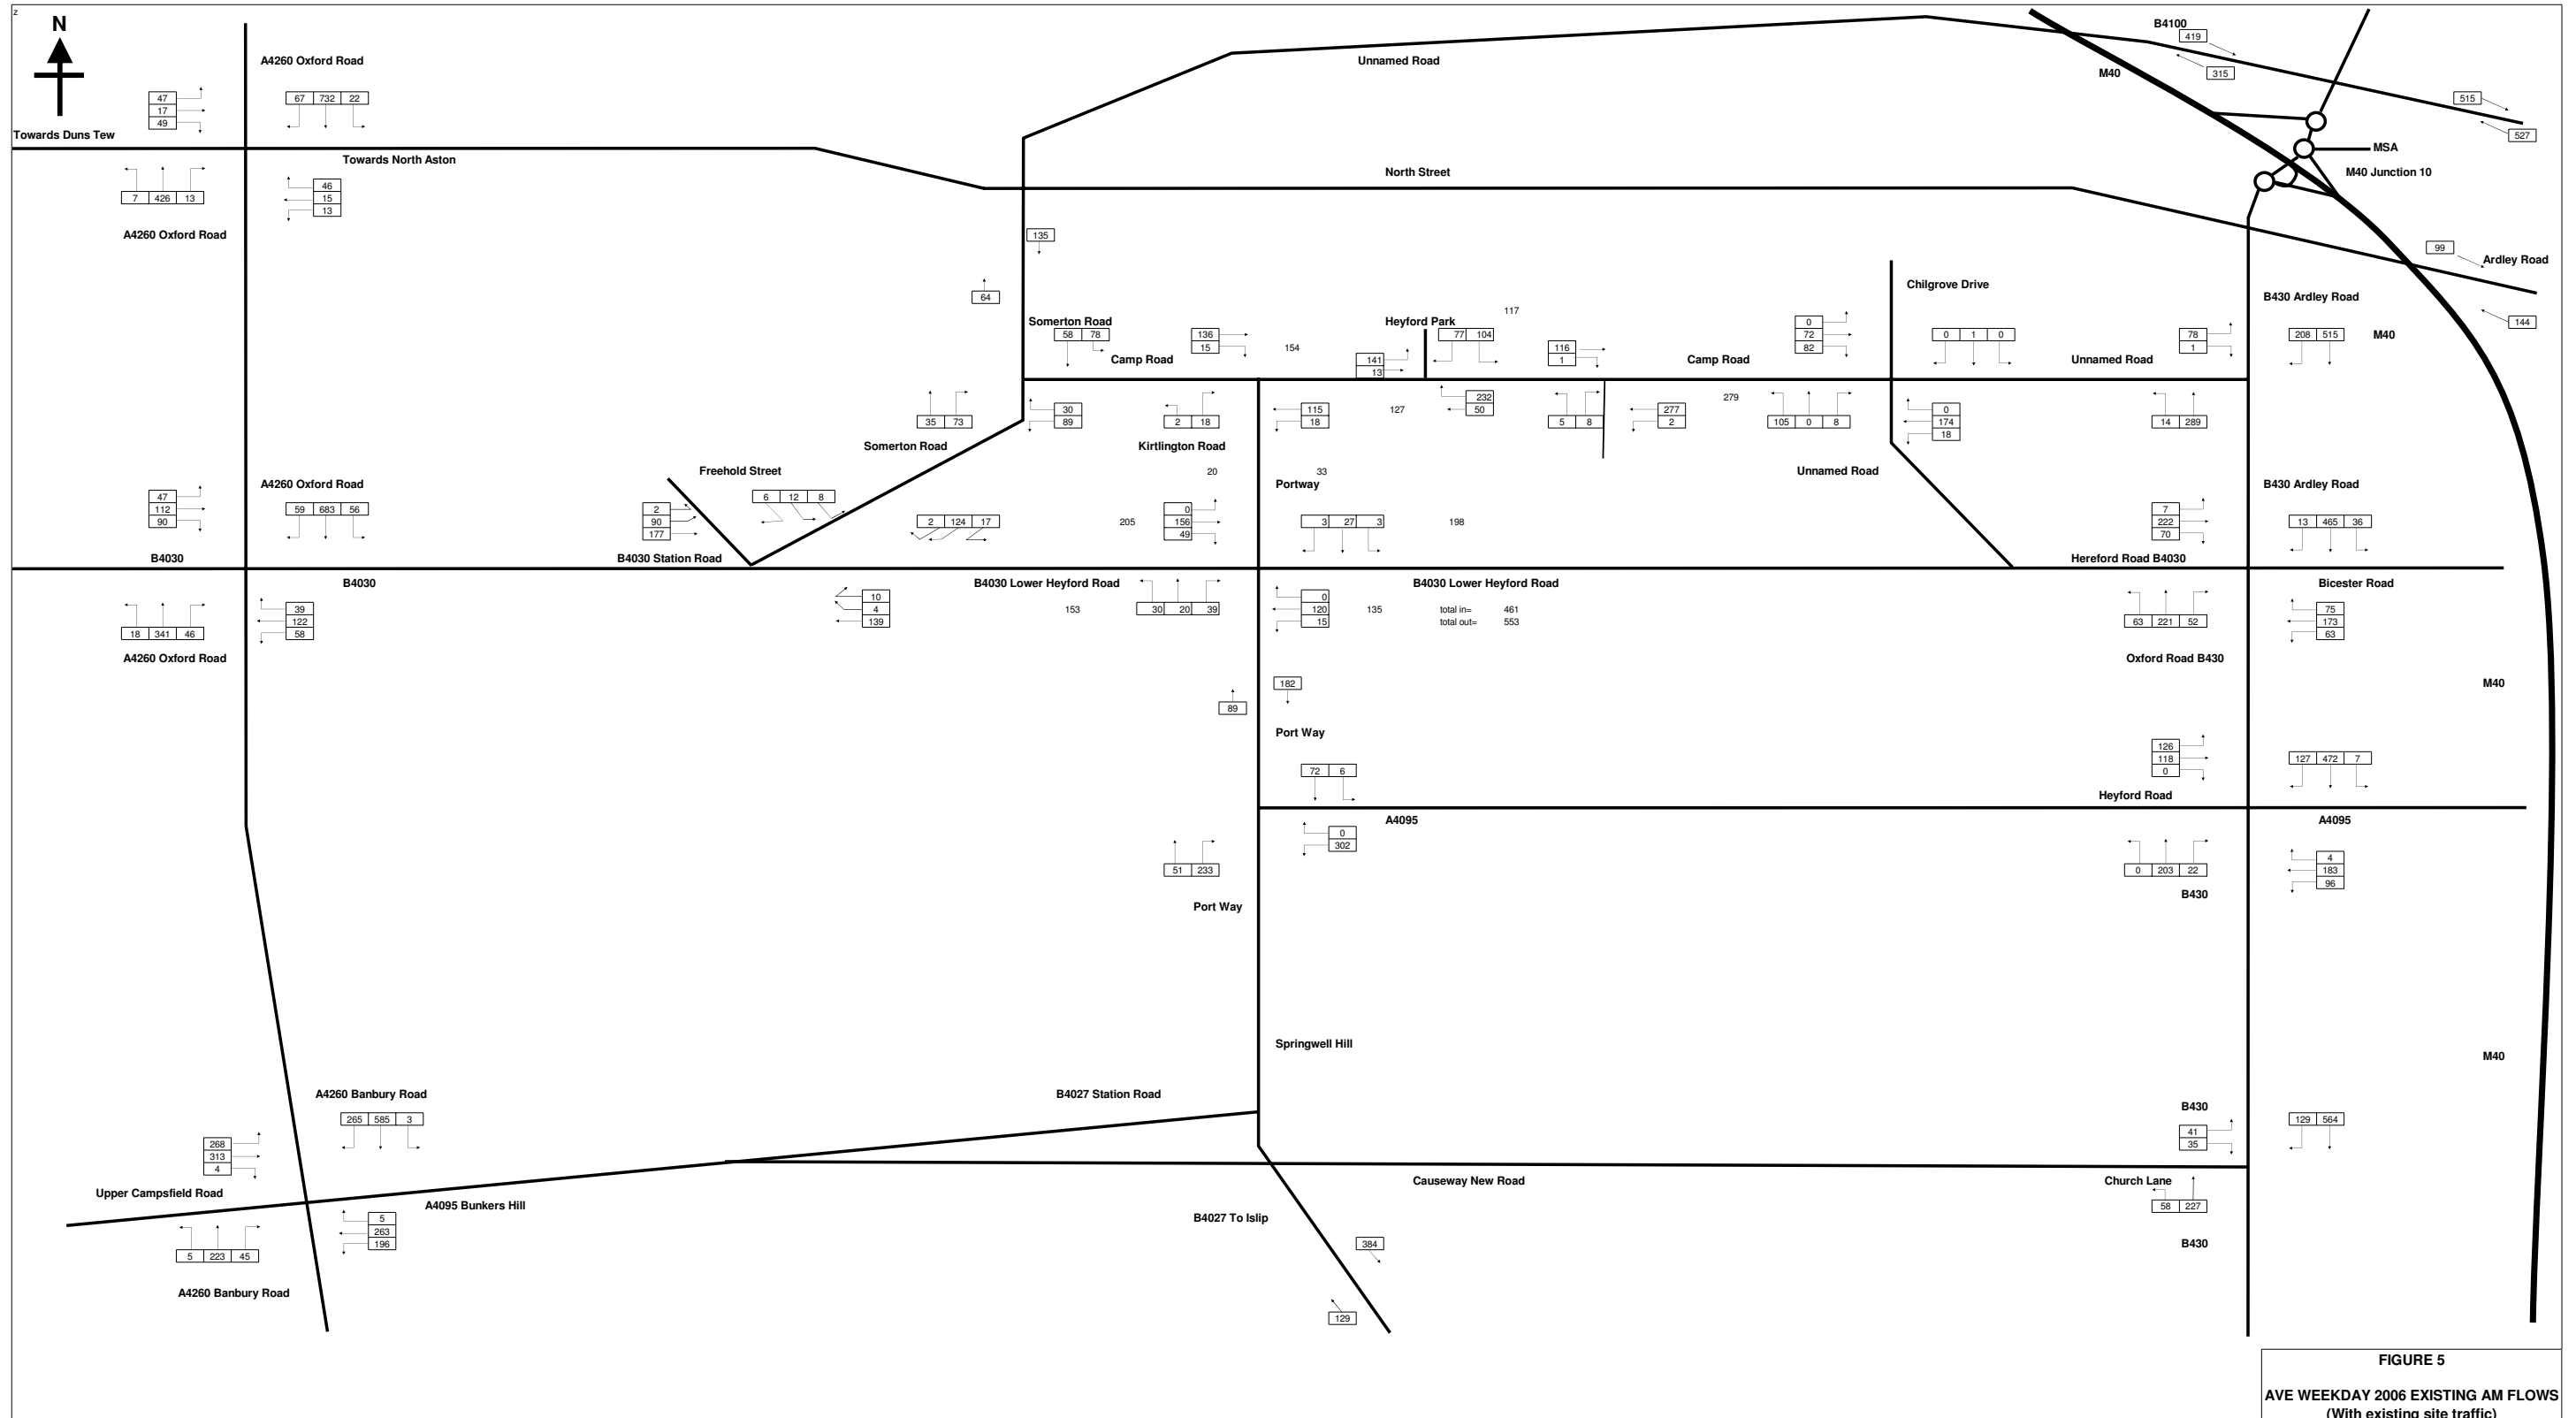 z
N
B4100
419
A4260 Oxford Road
Unnamed Road
M40
315
47
17
49
67 732 22
515
Towards Duns Tew
527
MSA
Towards North Aston
North Street
M40 Junction 10
7 426 13
46
15
13
A4260 Oxford Road
135
99
Ardley Road
Chilgrove Drive
64
B430 Ardley Road
117
Somerton Road
Heyford Park
144
58 78
136
15
154
77 104
116
1
0
72
82
0 1 0
78
1
208 515
M40
Camp Road
141
13
Camp Road
Unnamed Road
35 73
30
89
2 18
115
18
127
232
50
5 8
277
2
279
105 0 8
0
174
18
14 289
Somerton Road
Kirtlington Road
Freehold Street
20
33
Unnamed Road
A4260 Oxford Road
Portway
B430 Ardley Road
47
112
90
59 683 56
2
90
177
6 12 8
2 124 17
205
0
156
49
3 27 3
198
7
222
70
13 465 36
B4030
B4030 Station Road
Hereford Road B4030
B4030
B4030 Lower Heyford Road
B4030 Lower Heyford Road
Bicester Road
18 341 46
39
122
58
10
4
139
153
30 20 39
0
120
15
135
total in= 461
total out= 553
63 221 52
75
173
63
A4260 Oxford Road
Oxford Road B430
182
M40
89
Port Way
126
118
0
72 6
127 472 7
Heyford Road
A4095
A4095
0
302
51 233
0 203 22
4
183
96
B430
Port Way
Springwell Hill
M40
A4260 Banbury Road
B4027 Station Road
B430
265 585 3
129 564
41
35
268
313
4
Causeway New Road
Church Lane
Upper Campsfield Road
A4095 Bunkers Hill
58 227
5
263
196
B4027 To Islip
5 223 45
384
B430
A4260 Banbury Road
129
FIGURE 5
AVE WEEKDAY 2006 EXISTING AM FLOWS
(With existing site traffic)